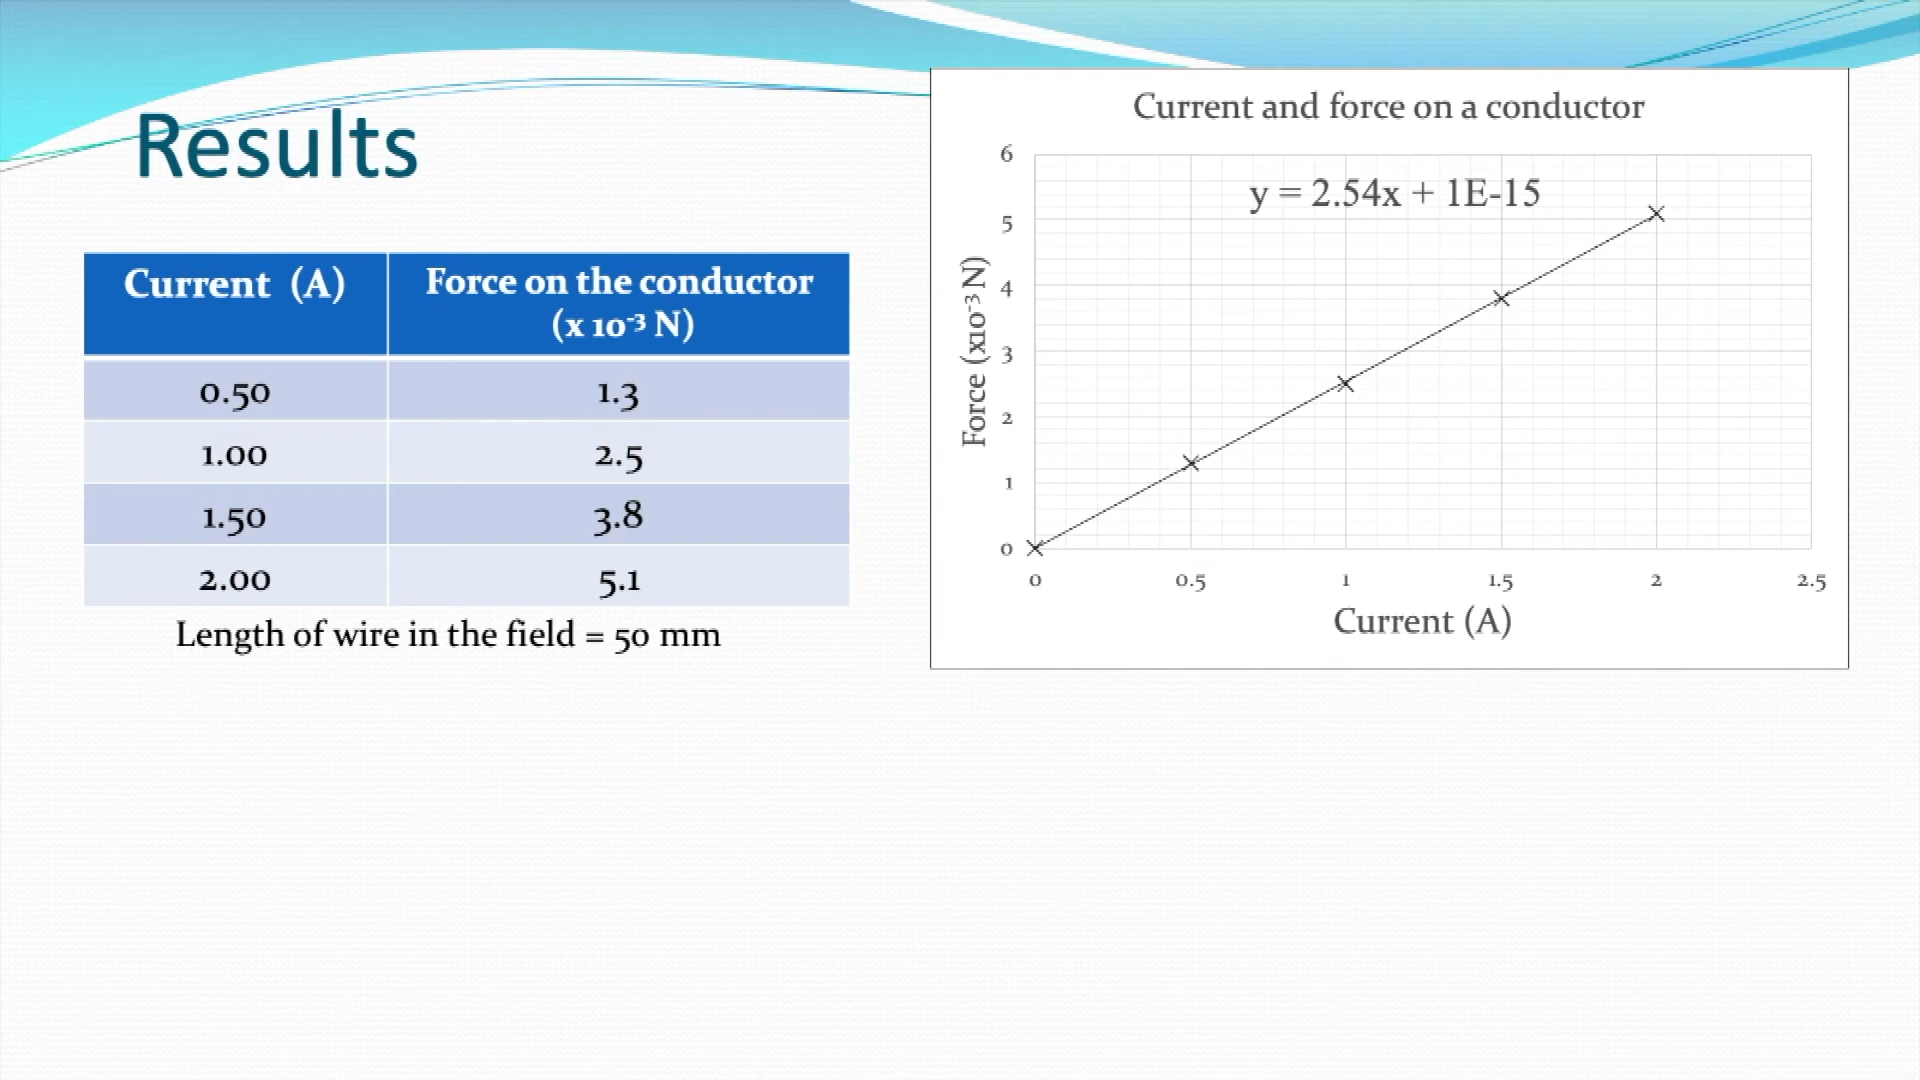 Results
Current (A)
Force on the conductor
(x 10⁻³ N)
0.50
1.3
1.00
2.5
1.50
3.8
2.00
5.1
Length of wire in the field = 50 mm
Current and force on a conductor
y = 2.54x + 1E-15
Force (x10⁻³ N)
6
5
4
3
2
1
0
0
0.5
1
1.5
2
2.5
Current (A)